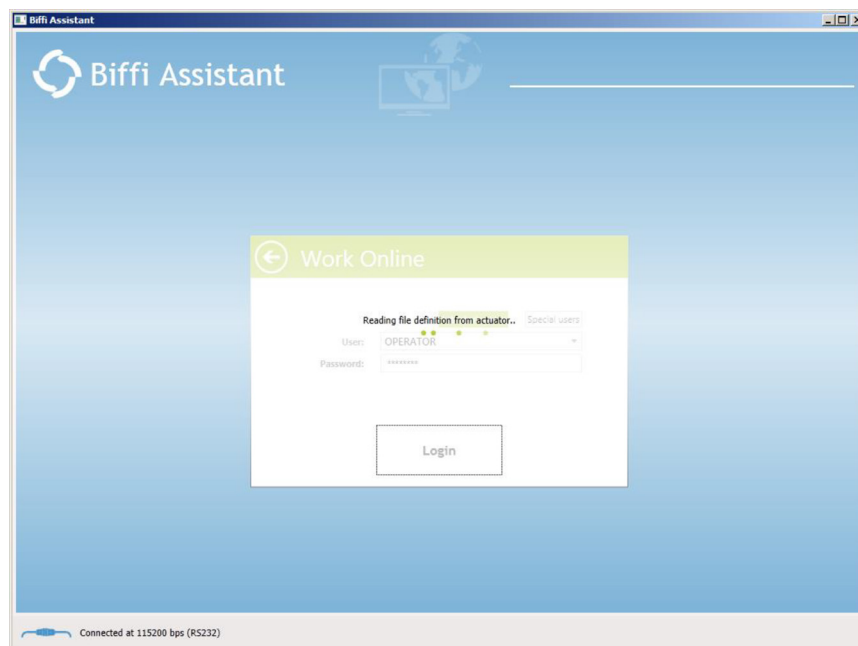 Biffi Assistant
Biffi Assistant
Work Online
Reading file definition from actuator..
Special users
User: OPERATOR
Password: ********
Login
Connected at 115200 bps (RS232)